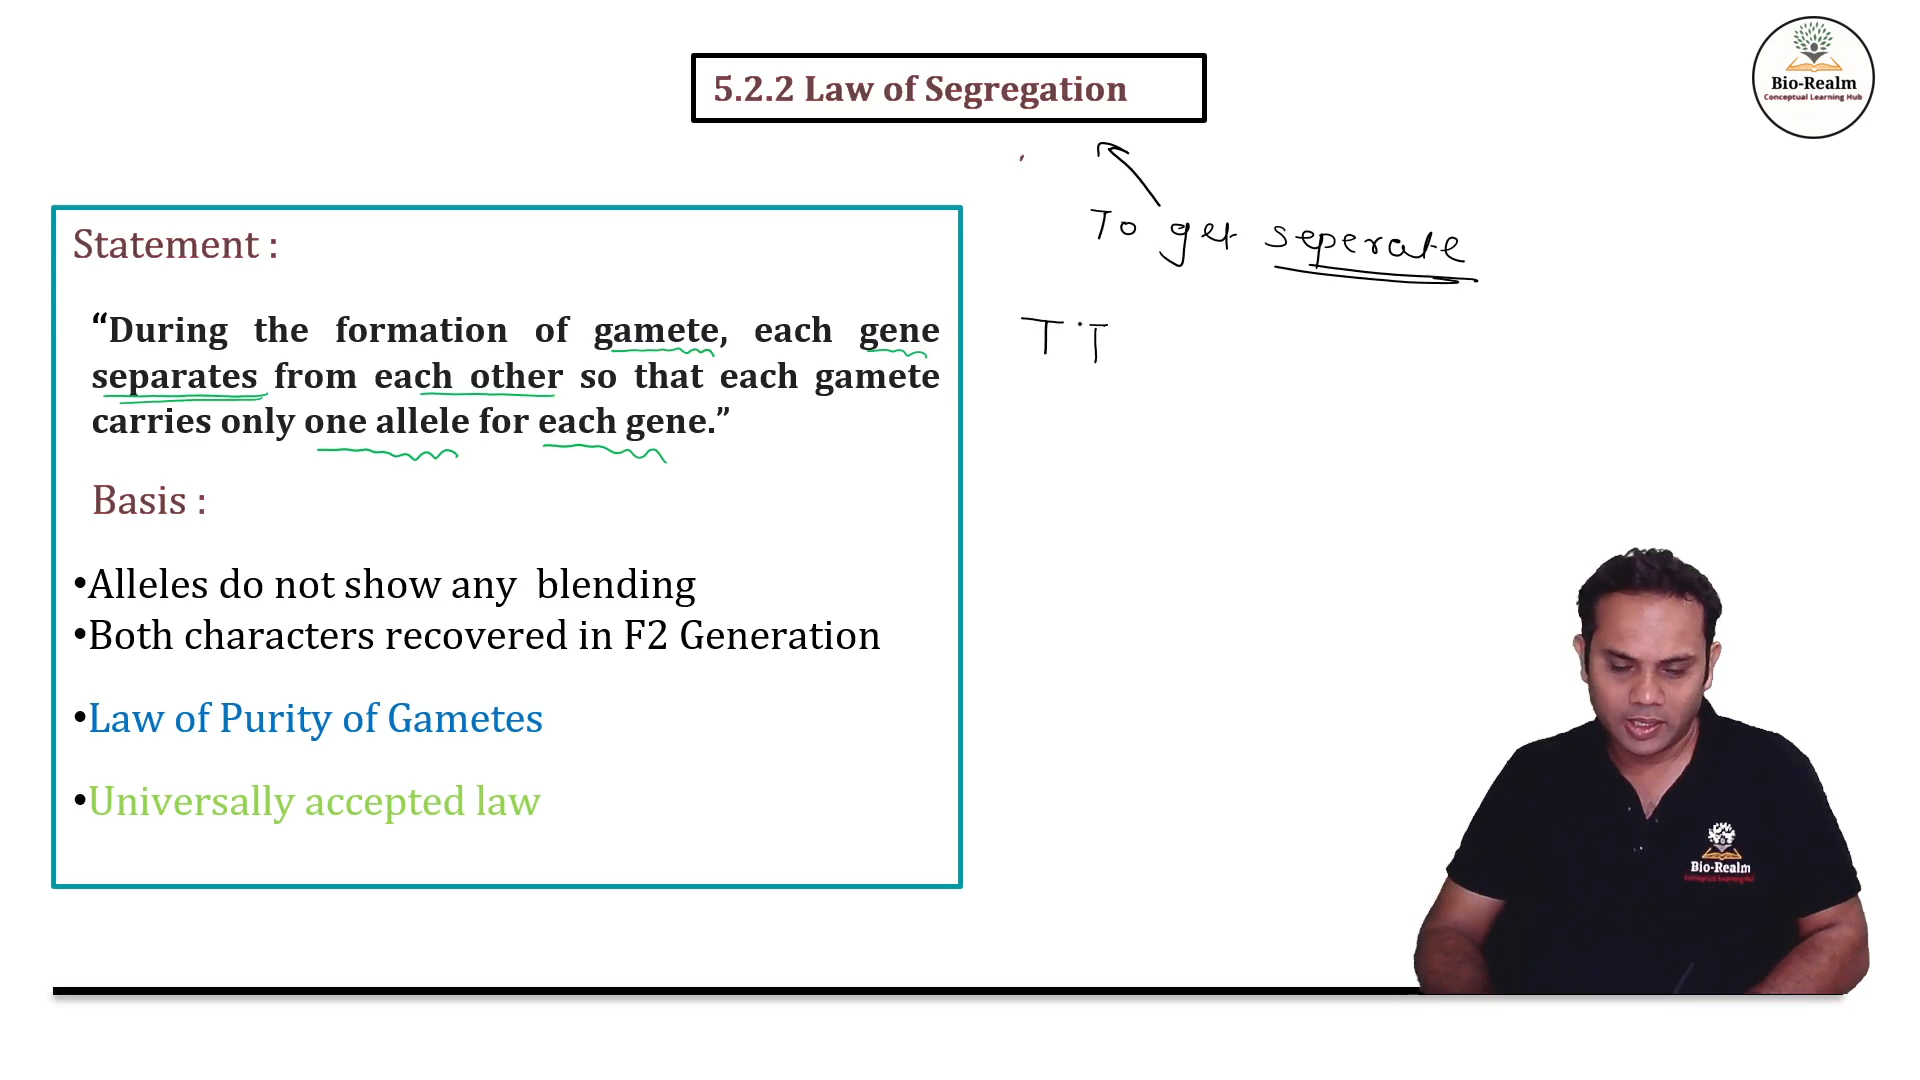 5.2.2 Law of Segregation
Bio-Realm
Conceptual Learning Hub
To get seperate
TT
Statement :
“During the formation of gamete, each gene
separates from each other so that each gamete
carries only one allele for each gene.”
Basis :
•Alleles do not show any blending
•Both characters recovered in F2 Generation
•Law of Purity of Gametes
•Universally accepted law
Bio-Realm